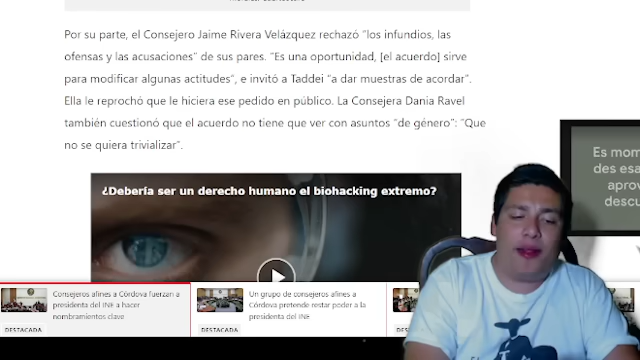 Por su parte, el Consejero Jaime Rivera Velázquez rechazó “los infundios, las
ofensas y las acusaciones” de sus pares. “Es una oportunidad, [el acuerdo] sirve
para modificar algunas actitudes”, e invitó a Taddei “a dar muestras de acordar”.
Ella le reprochó que le hiciera ese pedido en público. La Consejera Dania Ravel
también cuestionó que el acuerdo no tiene que ver con asuntos “de género”: “Que
no se quiera trivializar”.
Es mom
des esa
aprov
descu
¿Debería ser un derecho humano el biohacking extremo?
Consejeros afines a Córdova fuerzan a
presidenta del INE a hacer
nombramientos clave
DESTACADA
Un grupo de consejeros afines a
Córdova pretende restar poder a la
presidenta del INE
DESTACADA
DESTACADA